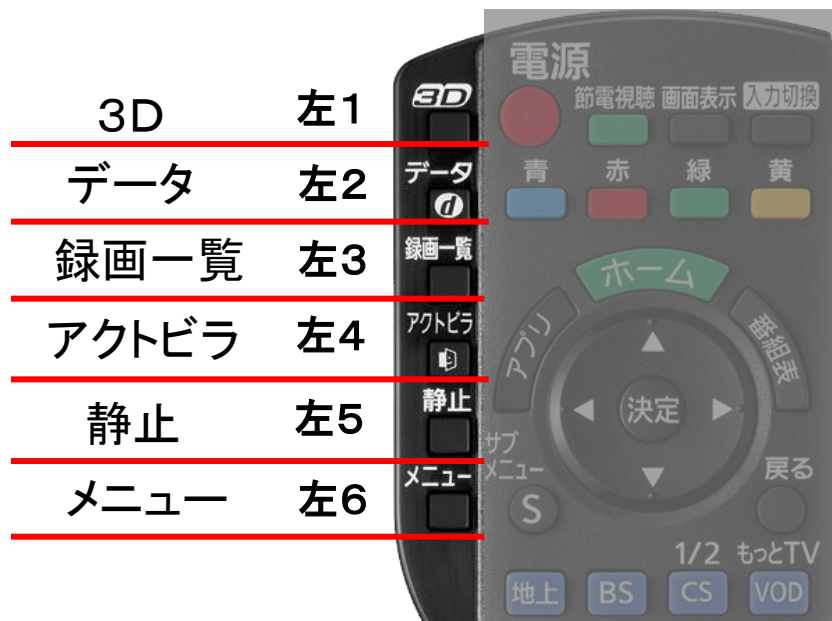 電源
3D 左1 3D 節電視聴 画面表示 入力切換
データ 左2 データ 青 赤 緑 黄
d
録画一覧 左3 録画一覧 ホーム
アクトビラ 左4 アクトビラ アプリ 番組表
静止 左5 静止 決定
サブメニュー 戻る
メニュー 左6 メニュー S
1/2 もっとTV
地上 BS CS VOD